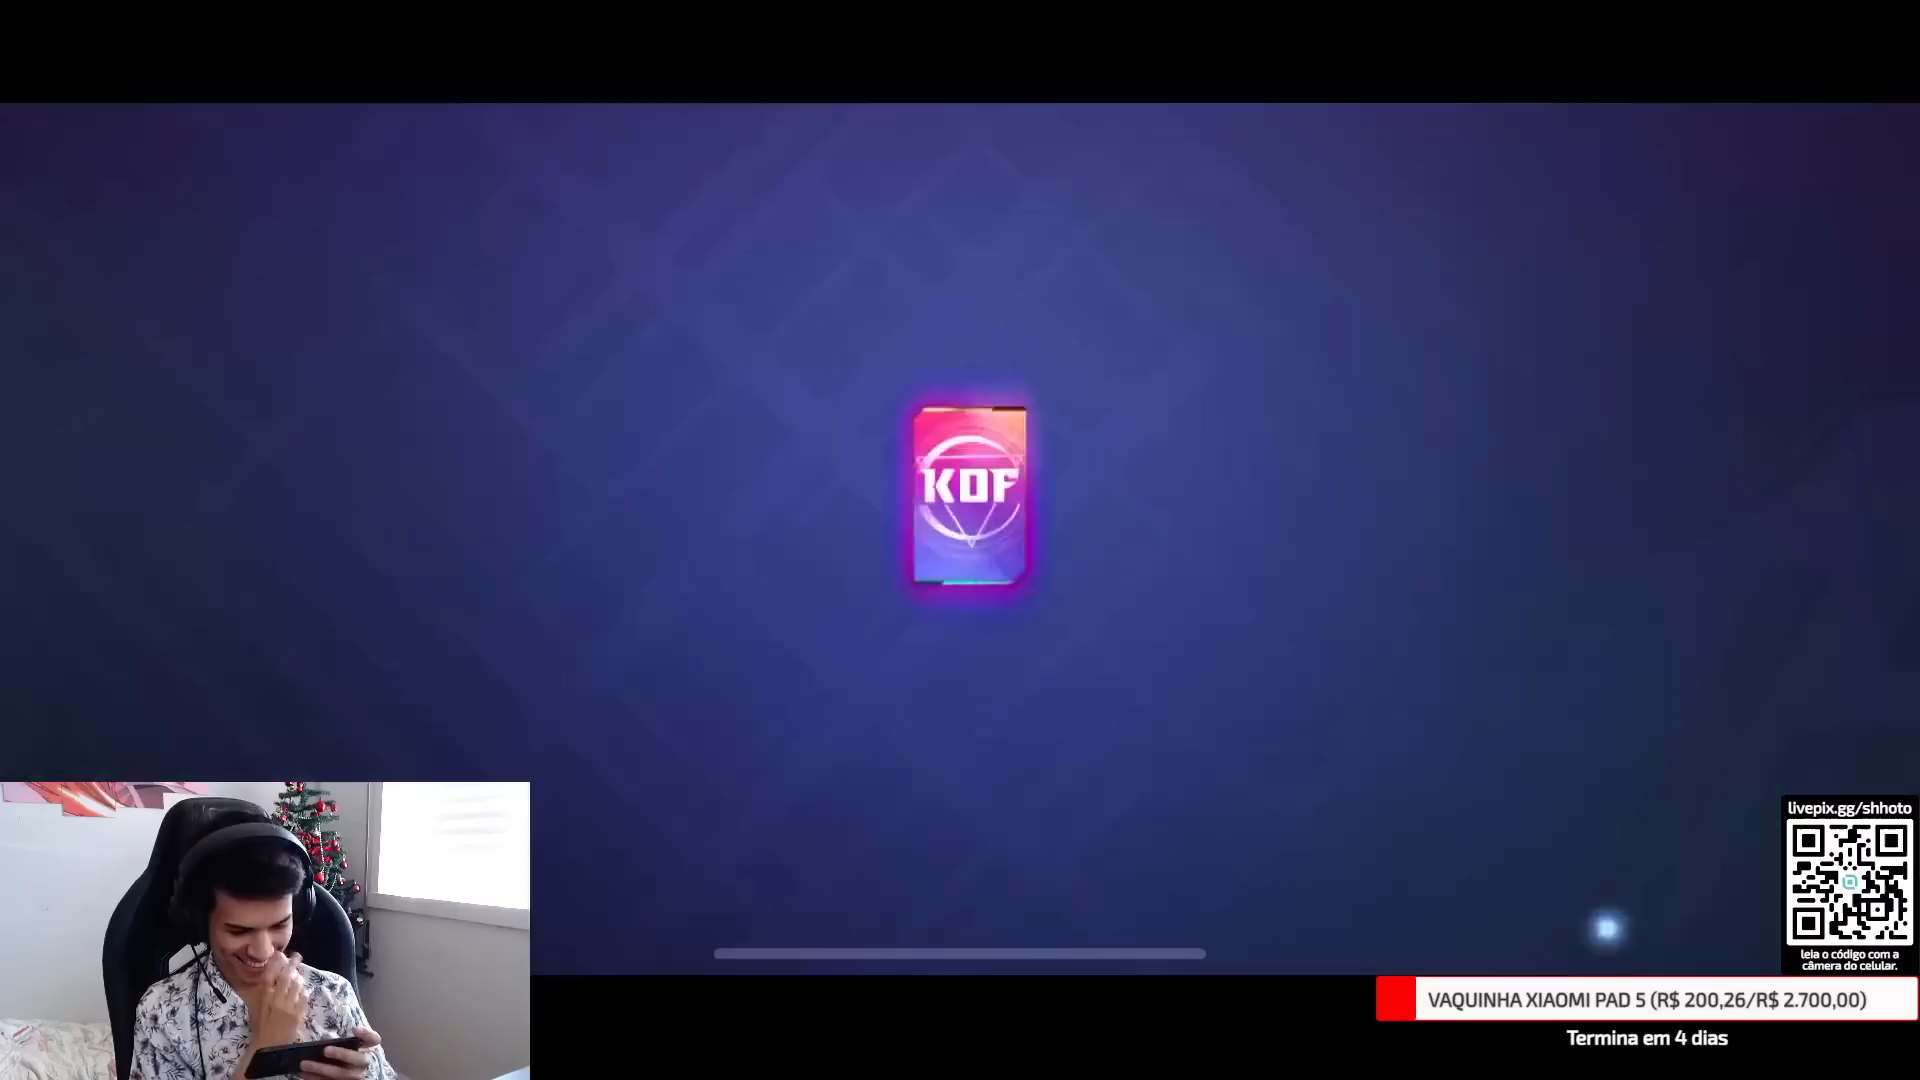 KOF
livepix.gg/shhoto
leia o código com a
câmera do celular.
VAQUINHA XIAOMI PAD 5 (R$ 200,26/R$ 2.700,00)
Termina em 4 dias